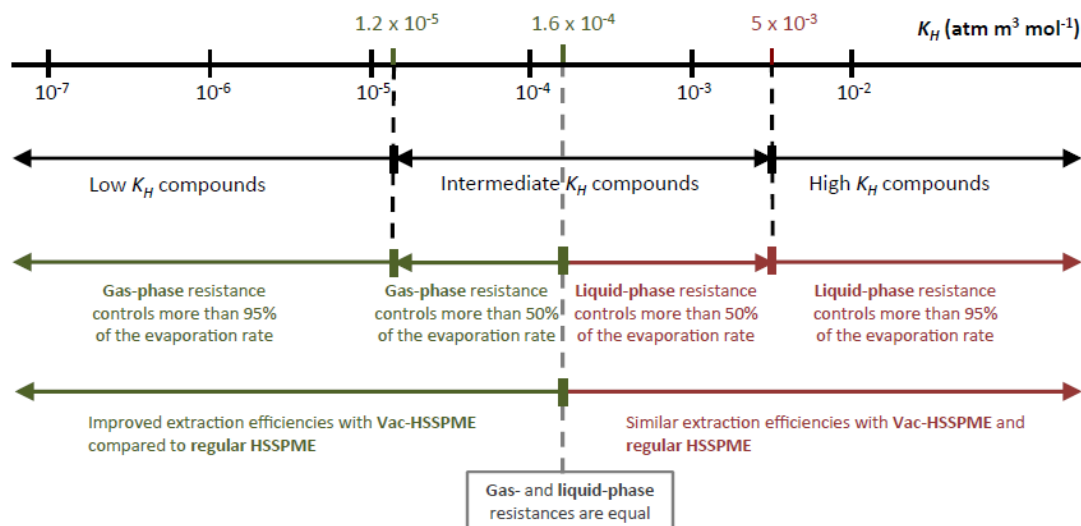 1.2 x 10⁻⁵
1.6 x 10⁻⁴
5 x 10⁻³
K_H (atm m³ mol⁻¹)
10⁻⁷
10⁻⁶
10⁻⁵
10⁻⁴
10⁻³
10⁻²
Low K_H compounds
Intermediate K_H compounds
High K_H compounds
Gas-phase resistance
controls more than 95%
of the evaporation rate
Gas-phase resistance
controls more than 50%
of the evaporation rate
Liquid-phase resistance
controls more than 50%
of the evaporation rate
Liquid-phase resistance
controls more than 95%
of the evaporation rate
Improved extraction efficiencies with Vac-HSSPME
compared to regular HSSPME
Similar extraction efficiencies with Vac-HSSPME and
regular HSSPME
Gas- and liquid-phase
resistances are equal